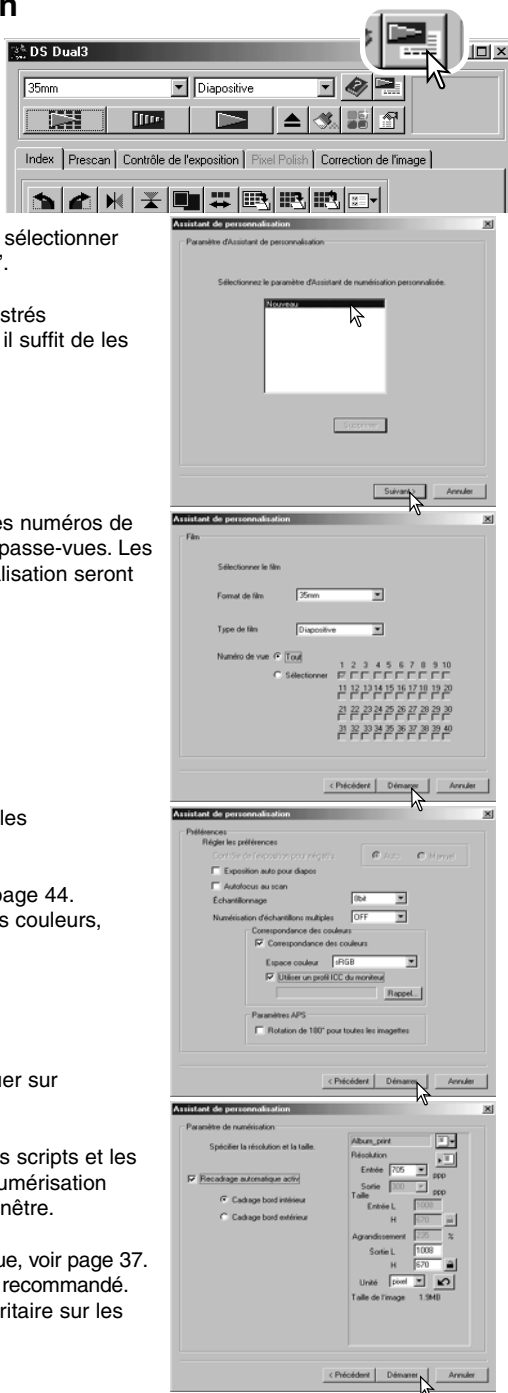 n
DS Dual3
35mm
Diapositive
Index Prescan Contrôle de l'exposition Pixel Polish Correction de l'image
sélectionner
".
strés
il suffit de les
Assistant de personnalisation
Paramètre d'Assistant de personnalisation
Sélectionnez le paramètre d'Assistant de numérisation personnalisée.
Nouveau
Supprimer
Suivant > Annuler
es numéros de
passe-vues. Les
alisation seront
Assistant de personnalisation
Film
Sélectionner le film
Format de film 35mm
Type de film Diapositive
Numéro de vue Tout
Sélectionner
1 2 3 4 5 6 7 8 9 10
11 12 13 14 15 16 17 18 19 20
21 22 23 24 25 26 27 28 29 30
31 32 33 34 35 36 37 38 39 40
< Précédent Démarrer Annuler
les
page 44.
s couleurs,
Assistant de personnalisation
Préférences
Régler les préférences
Contrôle de l'exposition pour négatifs Auto Manuel
Exposition auto pour diapos
Autofocus au scan
Échantillonnage 8bit
Numérisation d'échantillons multiples OFF
Correspondance des couleurs
Correspondance des couleurs
Espace couleur sRGB
Utiliser un profil ICC du moniteur
Rappel...
Paramètres APS
Rotation de 180° pour toutes les imagettes
< Précédent Démarrer Annuler
uer sur
s scripts et les
umérisation
nêtre.
ue, voir page 37.
recommandé.
ritaire sur les
Assistant de personnalisation
Paramètre de numérisation
Spécifier la résolution et la taille.
Recadrage automatique activ
Cadrage bord intérieur
Cadrage bord extérieur
Album_print
Résolution
Entrée 705 ppp
Sortie 300 ppp
Taille
Entrée L 1008
H 670
Agrandissement 235 %
Sortie L 1008
H 670
Unité pixel
Taille de l'image 1.9MB
< Précédent Démarrer Annuler